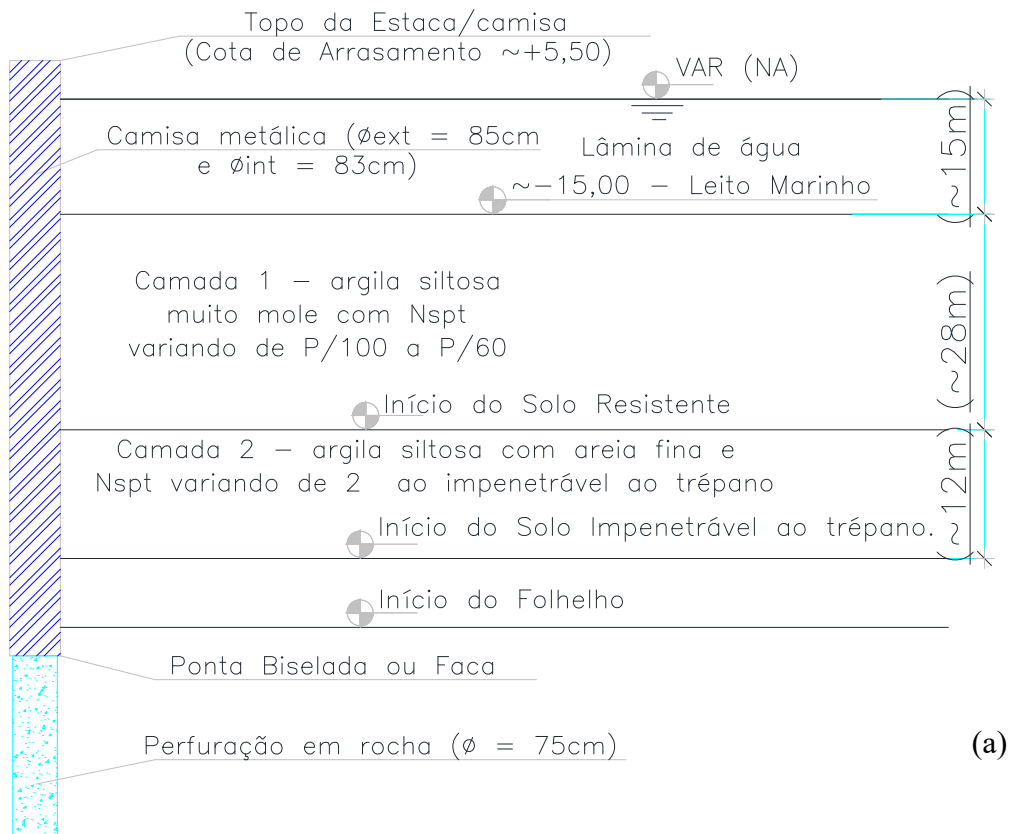 Topo da Estaca/camisa
(Cota de Arrasamento ~+5,50)
VAR (NA)
Camisa metálica (øext = 85cm
e øint = 83cm)
Lâmina de água
~-15,00 - Leito Marinho
(~15m)
Camada 1 - argila siltosa
muito mole com Nspt
variando de P/100 a P/60
(~28m)
Início do Solo Resistente
Camada 2 - argila siltosa com areia fina e
Nspt variando de 2 ao impenetrável ao trépano
(~12m)
Início do Solo Impenetrável ao trépano.
Início do Folhelho
Ponta Biselada ou Faca
Perfuração em rocha (ø = 75cm)
(a)